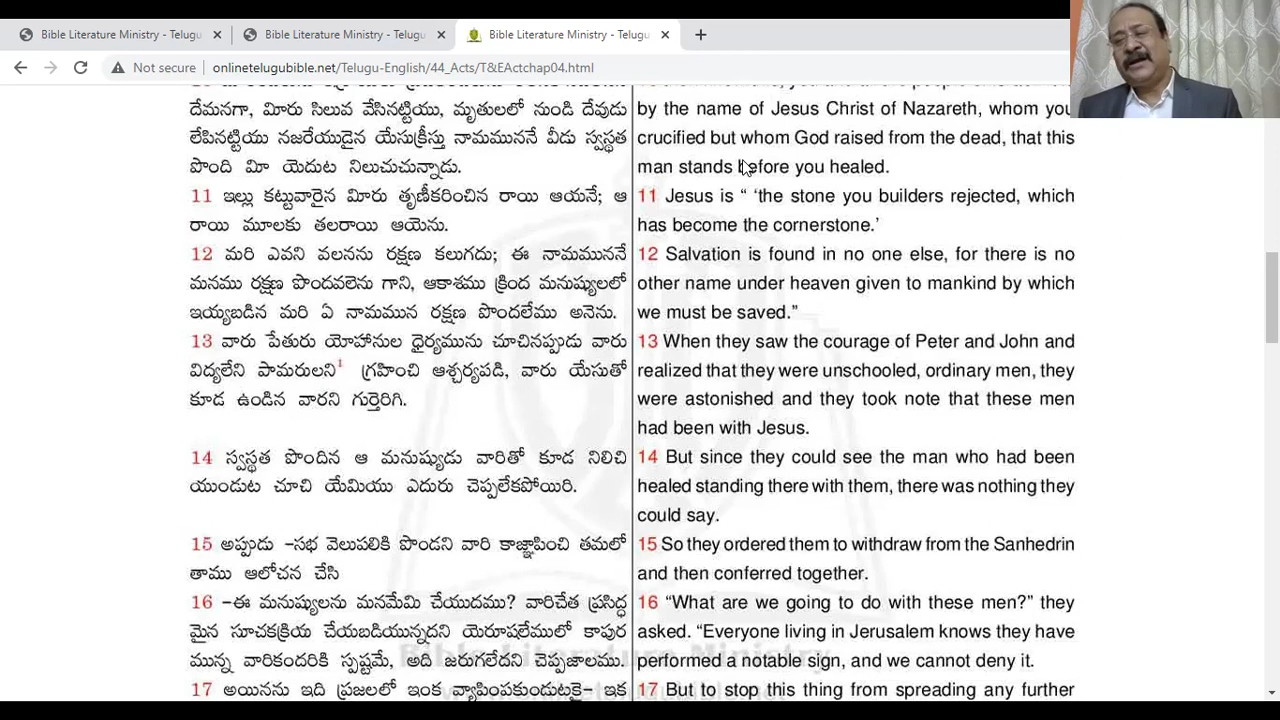 Bible Literature Ministry - Telugu
Bible Literature Ministry - Telugu
Bible Literature Ministry - Telugu
Not secure
onlinetelugubible.net/Telugu-English/44_Acts/T&EActchap04.html
దేమనగా, మీరు సిలువ వేసినట్టియు, మృతులలో నుండి దేవుడు
లేపినట్టియు నజరేయుడైన యేసుక్రీస్తు నామముననే వీడు స్వస్థత
పొంది మీ యెదుట నిలుచుచున్నాడు.
11 ఇల్లు కట్టువారైన మీరు తృణీకరించిన రాయి ఆయనే; ఆ
రాయి మూలకు తలరాయి ఆయెను.
12 మరి ఎవని వలనను రక్షణ కలుగదు; ఈ నామముననే
మనము రక్షణ పొందవలెను గాని, ఆకాశము క్రింద మనుష్యులలో
ఇయ్యబడిన మరి ఏ నామమున రక్షణ పొందలేము అనెను.
13 వారు పేతురు యోహానుల ధైర్యమును చూచినప్పుడు వారు
విద్యలేని పామరులని1 గ్రహించి ఆశ్చర్యపడి, వారు యేసుతో
కూడ ఉండిన వారని గుర్తెరిగి.
14 స్వస్థత పొందిన ఆ మనుష్యుడు వారితో కూడ నిలిచి
యుండుట చూచి యేమియు ఎదురు చెప్పలేకపోయిరి.
15 అప్పుడు –సభ వెలుపలికి పొండని వారి కాజ్ఞాపించి తమలో
తాము ఆలోచన చేసి
16 –ఈ మనుష్యులను మనమేమి చేయుదము? వారిచేత ప్రసిద్ధ
మైన సూచకక్రియ చేయబడియున్నదని యెరూషలేములో కాపుర
మున్న వారికందరికి స్పష్టమే, అది జరుగలేదని చెప్పజాలము.
17 అయినను ఇది ప్రజలలో ఇంక వ్యాపింపకుండుటకై– ఇక
by the name of Jesus Christ of Nazareth, whom you
crucified but whom God raised from the dead, that this
man stands before you healed.
11 Jesus is “ ‘the stone you builders rejected, which
has become the cornerstone.’
12 Salvation is found in no one else, for there is no
other name under heaven given to mankind by which
we must be saved.”
13 When they saw the courage of Peter and John and
realized that they were unschooled, ordinary men, they
were astonished and they took note that these men
had been with Jesus.
14 But since they could see the man who had been
healed standing there with them, there was nothing they
could say.
15 So they ordered them to withdraw from the Sanhedrin
and then conferred together.
16 “What are we going to do with these men?” they
asked. “Everyone living in Jerusalem knows they have
performed a notable sign, and we cannot deny it.
17 But to stop this thing from spreading any further
Bible Literature Ministry